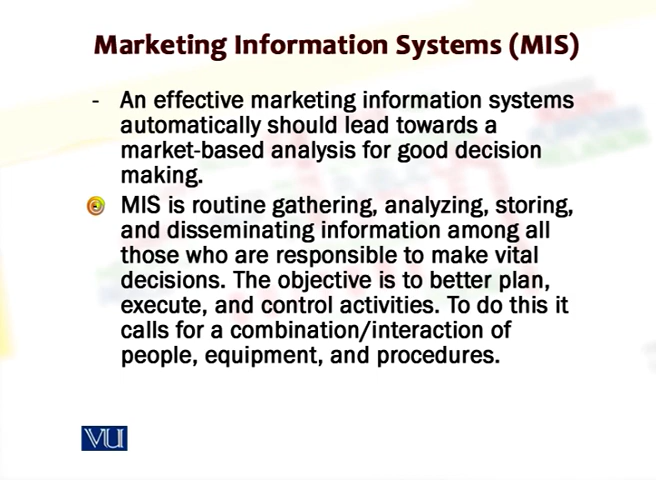 Marketing Information Systems (MIS)
- An effective marketing information systems
automatically should lead towards a
market-based analysis for good decision
making.
MIS is routine gathering, analyzing, storing,
and disseminating information among all
those who are responsible to make vital
decisions. The objective is to better plan,
execute, and control activities. To do this it
calls for a combination/interaction of
people, equipment, and procedures.
VU